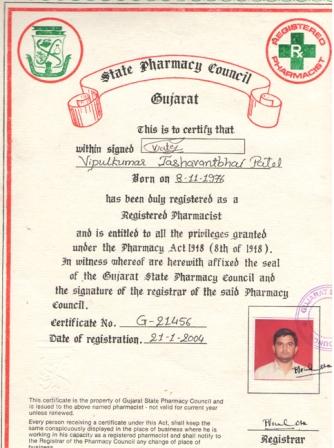 REGISTERED
Rx
PHARMACIST
State Pharmacy Council
Gujarat
This is to certify that
within signed
Vipulkumar Jashavantbhai Patel
Born on 8-11-1976
has been duly registered as a
Registered Pharmacist
and is entitled to all the privileges granted
under the Pharmacy Act 1948 (8th of 1948).
In witness whereof are herewith affixed the seal
of the Gujarat State Pharmacy Council and
the signature of the registrar of the said Pharmacy
Council.
Certificate No. G-21456
Date of registration. 21-1-2004
GUJARAT
This certificate is the property of Gujarat State Pharmacy Council and
is issued to the above named pharmacist - not valid for current year
unless renewed.
Every person receiving a certificate under this Act, shall keep the
same conspicuously displayed in the place of business where he is
working in his capacity as a registered pharmacist and shall notify to
the Registrar of the Pharmacy Council any change of place of
business.
Registrar